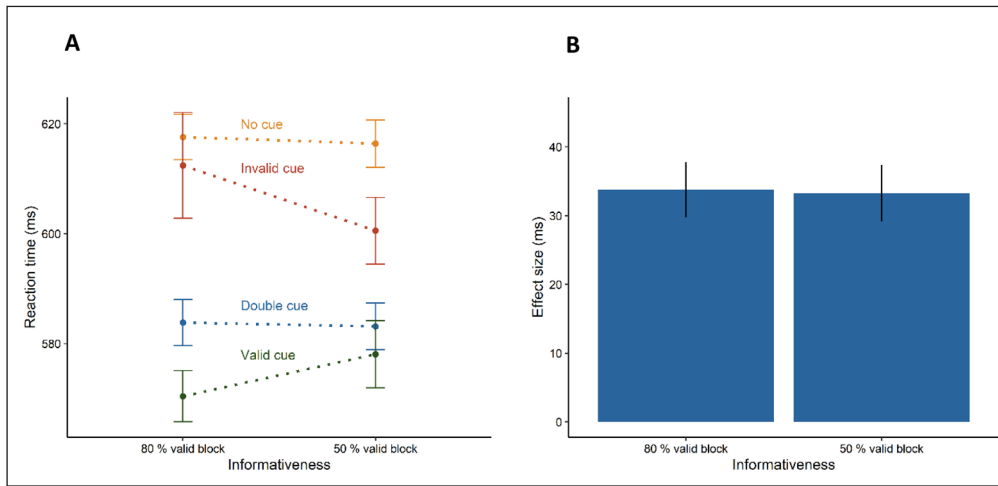 A
Reaction time (ms)
620
600
580
No cue
Invalid cue
Double cue
Valid cue
80 % valid block
50 % valid block
Informativeness
B
Effect size (ms)
40
30
20
10
0
80 % valid block
50 % valid block
Informativeness